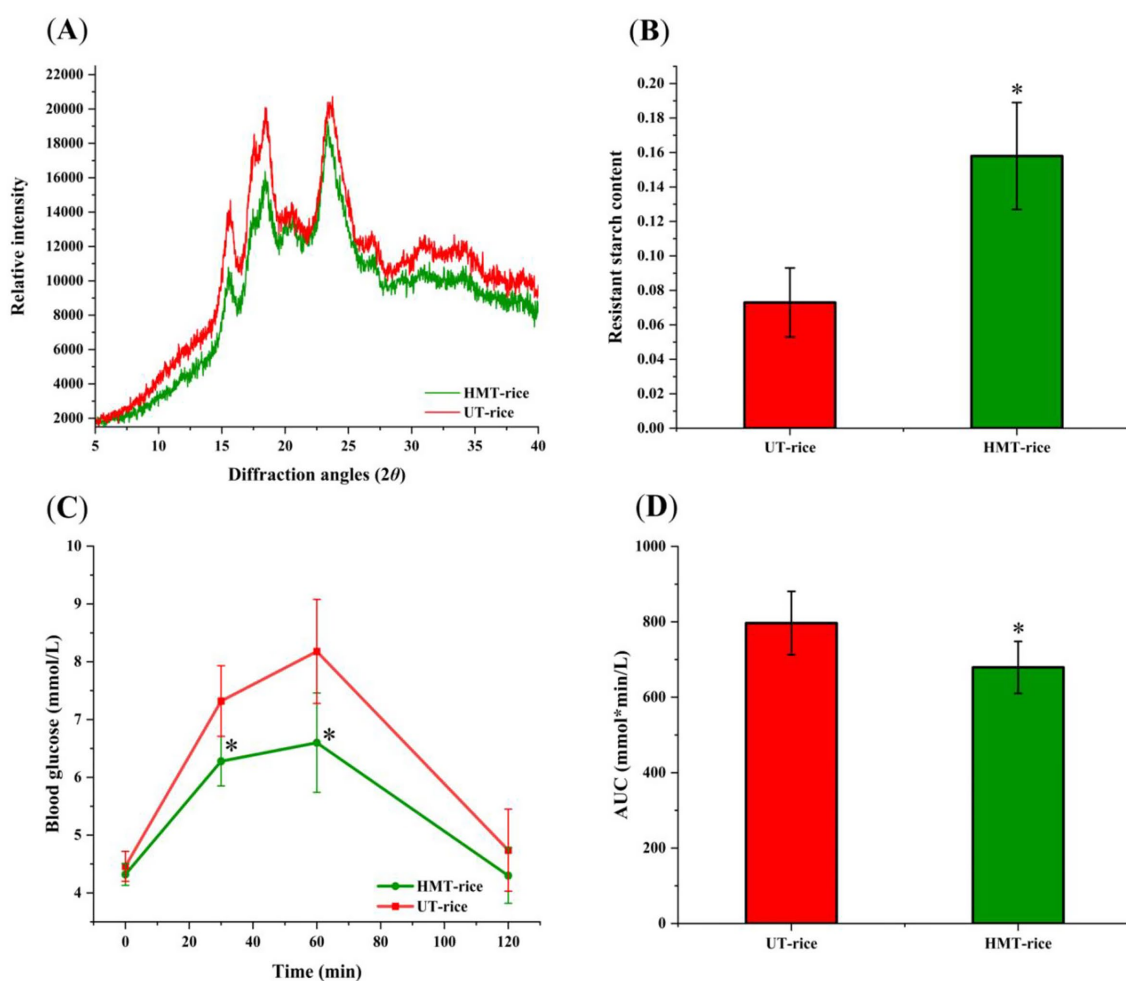 (A)
22000
20000
18000
16000
14000
12000
10000
8000
6000
4000
2000
Relative intensity
HMT-rice
UT-rice
5 10 15 20 25 30 35 40
Diffraction angles (2θ)
(B)
0.20
0.18
0.16
0.14
0.12
0.10
0.08
0.06
0.04
0.02
0.00
Resistant starch content
*
UT-rice HMT-rice
(C)
10
9
8
7
6
5
4
Blood glucose (mmol/L)
* *
HMT-rice
UT-rice
0 20 40 60 80 100 120
Time (min)
(D)
1000
800
600
400
200
0
AUC (mmol*min/L)
*
UT-rice HMT-rice